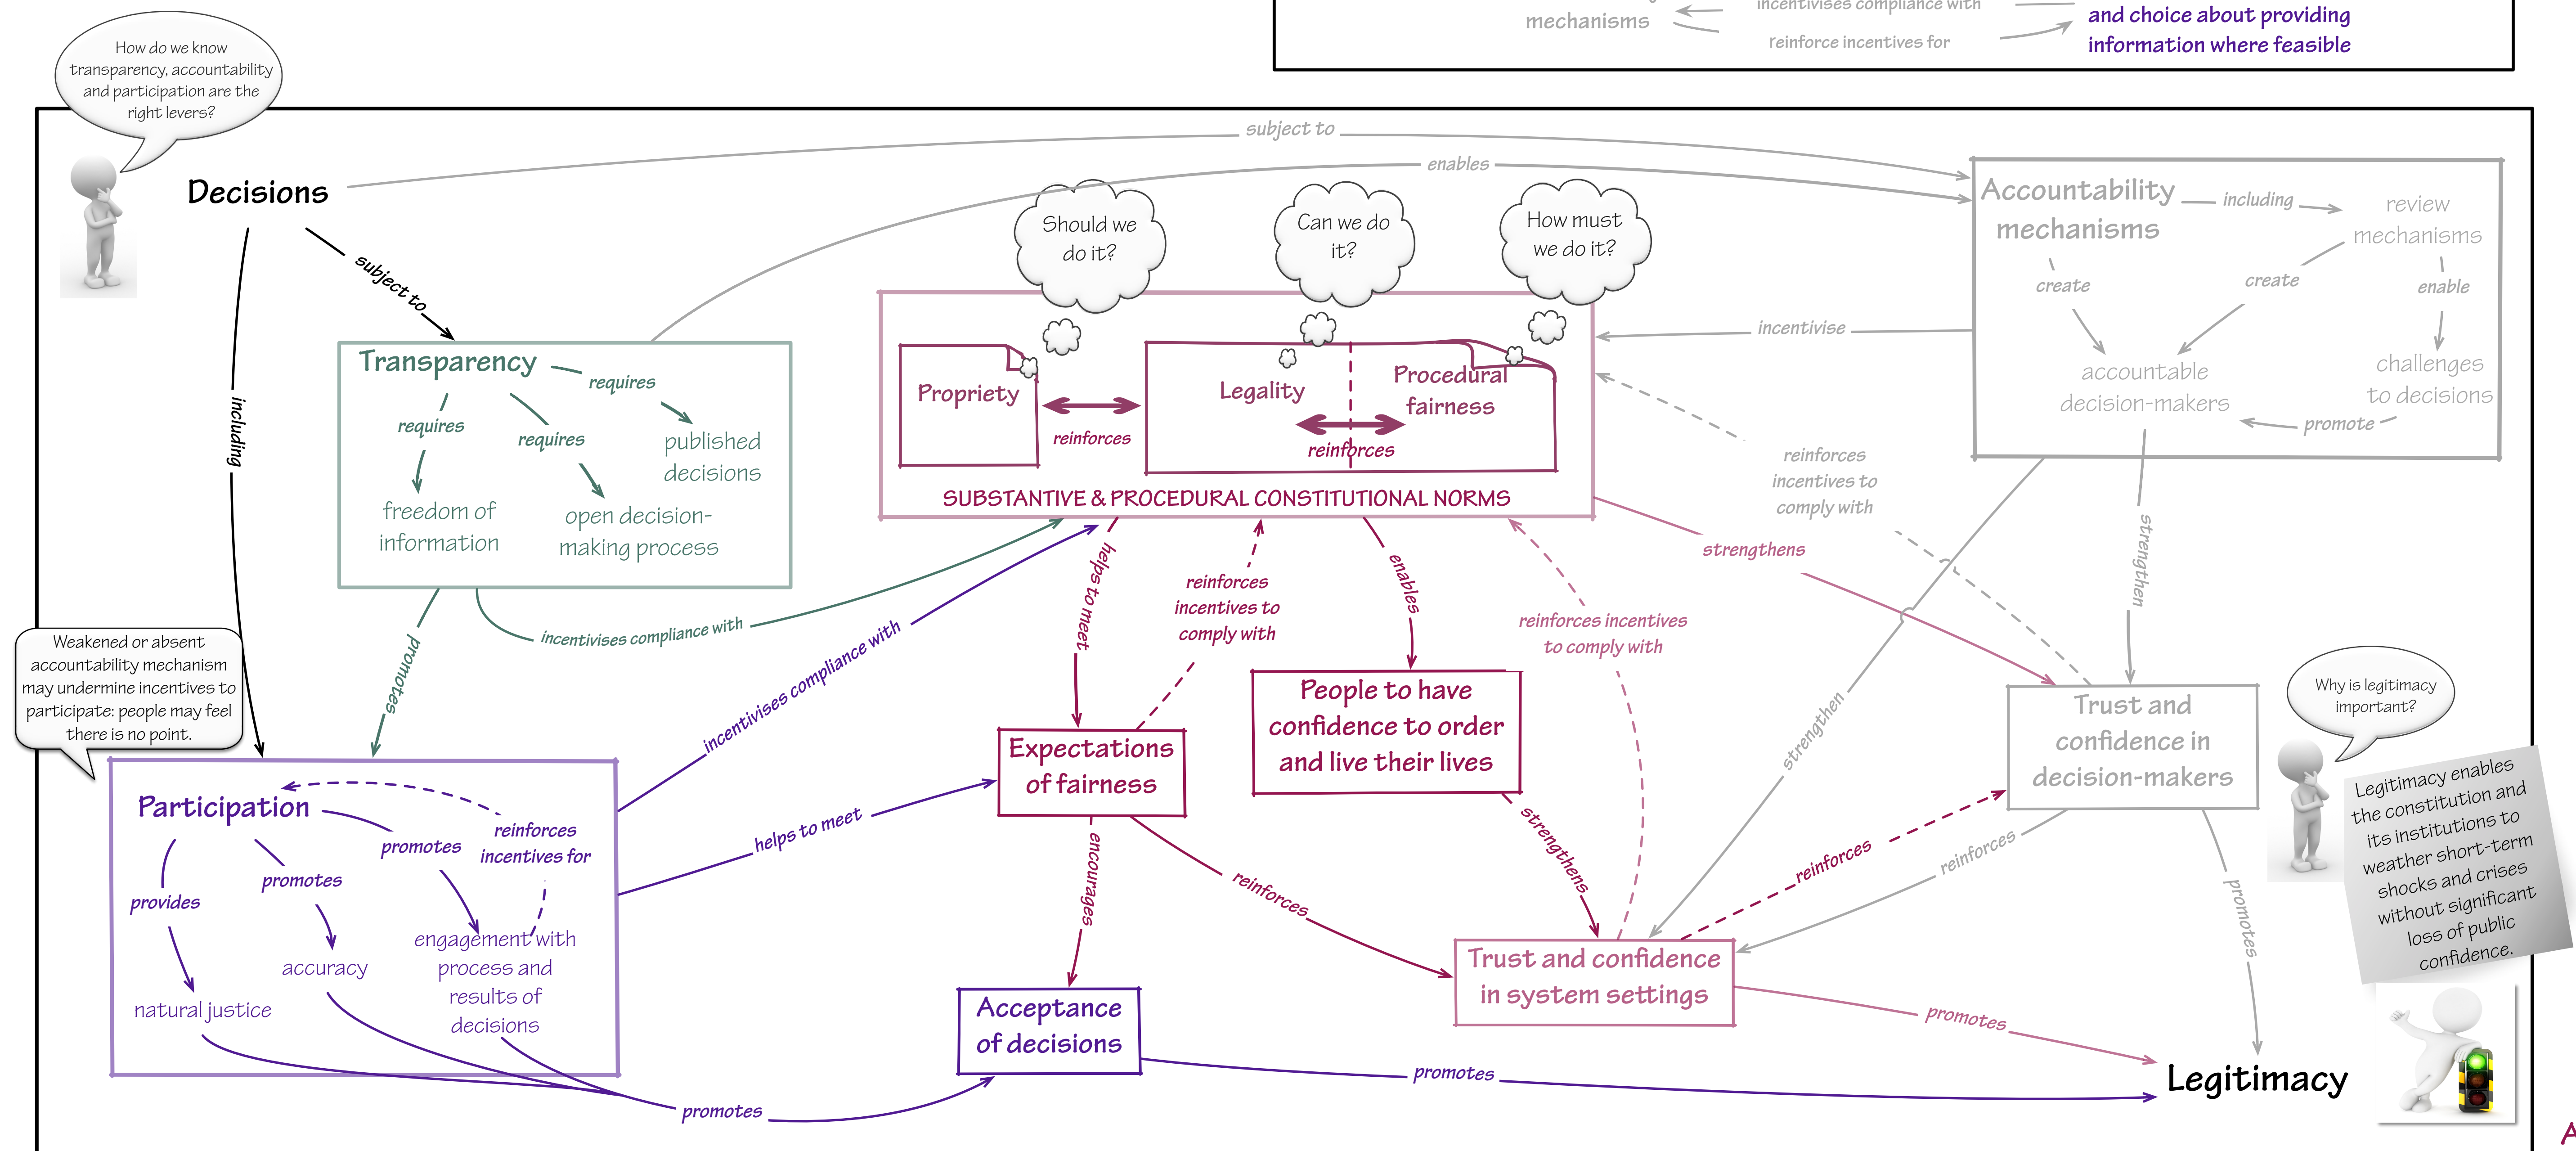 mechanisms
incentivises compliance with
reinforce incentives for
and choice about providing
information where feasible
How do we know
transparency, accountability
and participation are the
right levers?
Decisions
subject to
enables
subject to
including
Transparency
requires
requires
requires
published
decisions
freedom of
information
open decision-
making process
Should we
do it?
Can we do
it?
How must
we do it?
Propriety
reinforces
Legality
Procedural
fairness
reinforces
SUBSTANTIVE & PROCEDURAL CONSTITUTIONAL NORMS
incentivise
Accountability
mechanisms
including
review
mechanisms
create
create
enable
accountable
decision-makers
challenges
to decisions
promote
reinforces
incentives to
comply with
strengthens
strengthen
strengthen
promotes
incentivises compliance with
incentivises compliance with
helps to meet
helps to meet
reinforces
incentives to
comply with
enables
reinforces incentives
to comply with
Weakened or absent
accountability mechanism
may undermine incentives to
participate: people may feel
there is no point.
Participation
provides
promotes
promotes
reinforces
incentives for
natural justice
accuracy
engagement with
process and
results of
decisions
promotes
Expectations
of fairness
People to have
confidence to order
and live their lives
encourages
reinforces
strengthens
Acceptance
of decisions
promotes
Trust and confidence
in system settings
reinforces
reinforces
promotes
Trust and
confidence in
decision-makers
promotes
Why is legitimacy
important?
Legitimacy enables
the constitution and
its institutions to
weather short-term
shocks and crises
without significant
loss of public
confidence.
Legitimacy